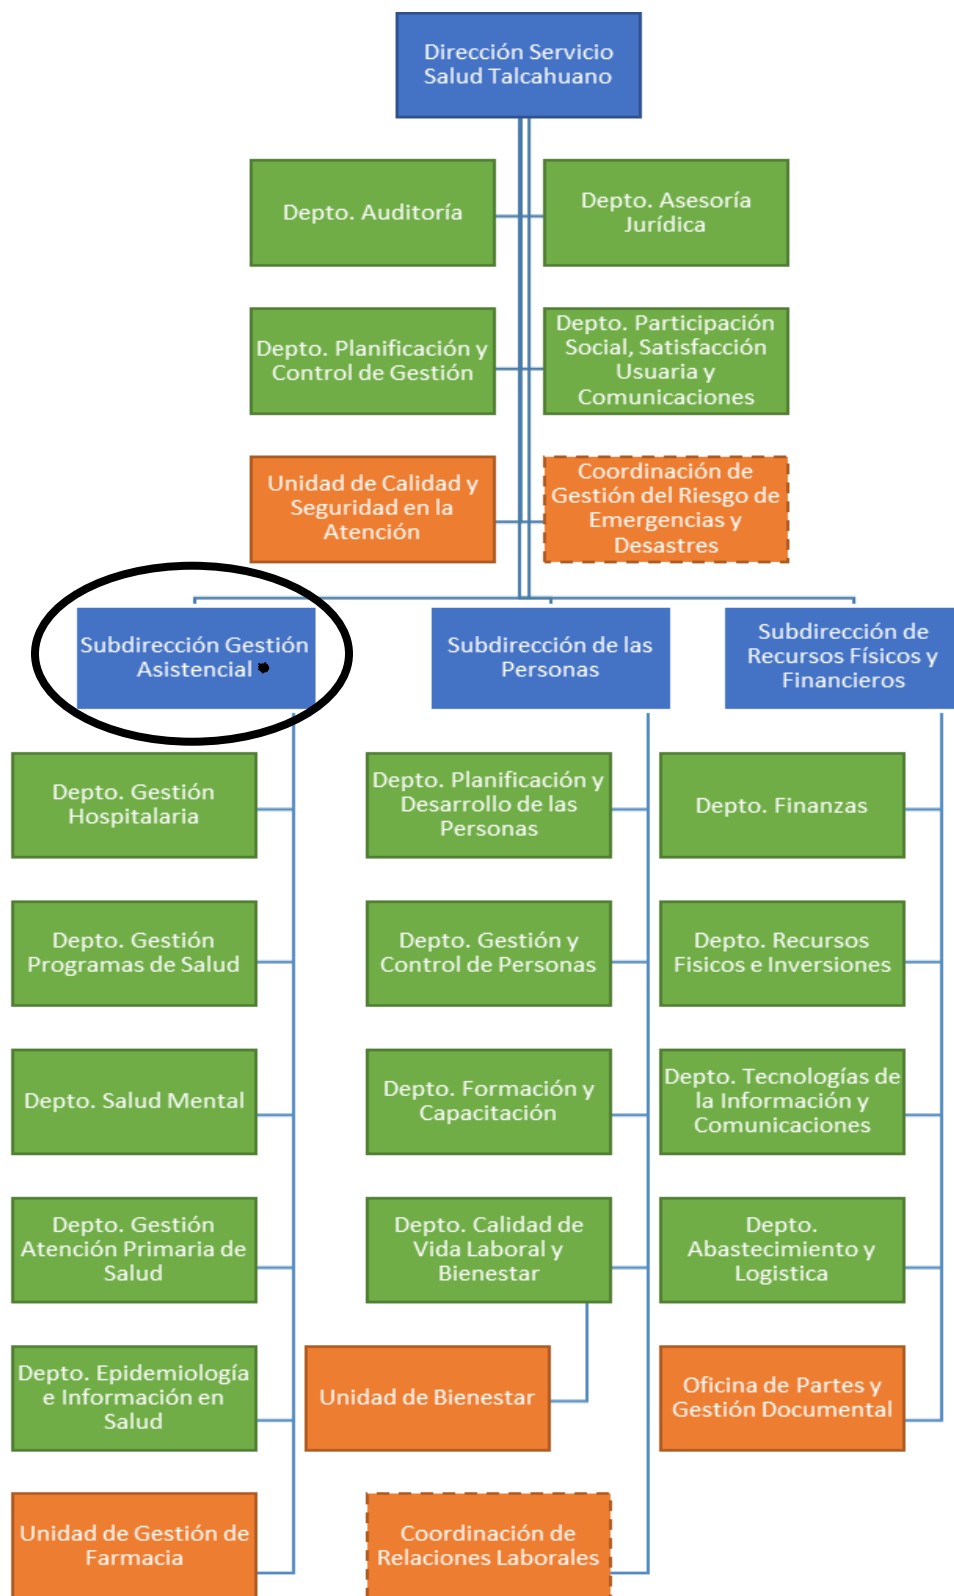 Dirección Servicio
Salud Talcahuano
Depto. Auditoría
Depto. Asesoría
Jurídica
Depto. Planificación y
Control de Gestión
Depto. Participación
Social, Satisfacción
Usuaria y
Comunicaciones
Unidad de Calidad y
Seguridad en la
Atención
Coordinación de
Gestión del Riesgo de
Emergencias y
Desastres
Subdirección Gestión
Asistencial
Subdirección de las
Personas
Subdirección de
Recursos Físicos y
Financieros
Depto. Gestión
Hospitalaria
Depto. Gestión
Programas de Salud
Depto. Salud Mental
Depto. Gestión
Atención Primaria de
Salud
Depto. Epidemiología
e Información en
Salud
Unidad de Gestión de
Farmacia
Depto. Planificación y
Desarrollo de las
Personas
Depto. Gestión y
Control de Personas
Depto. Formación y
Capacitación
Depto. Calidad de
Vida Laboral y
Bienestar
Unidad de Bienestar
Coordinación de
Relaciones Laborales
Depto. Finanzas
Depto. Recursos
Fisicos e Inversiones
Depto. Tecnologías de
la Información y
Comunicaciones
Depto.
Abastecimiento y
Logistica
Oficina de Partes y
Gestión Documental